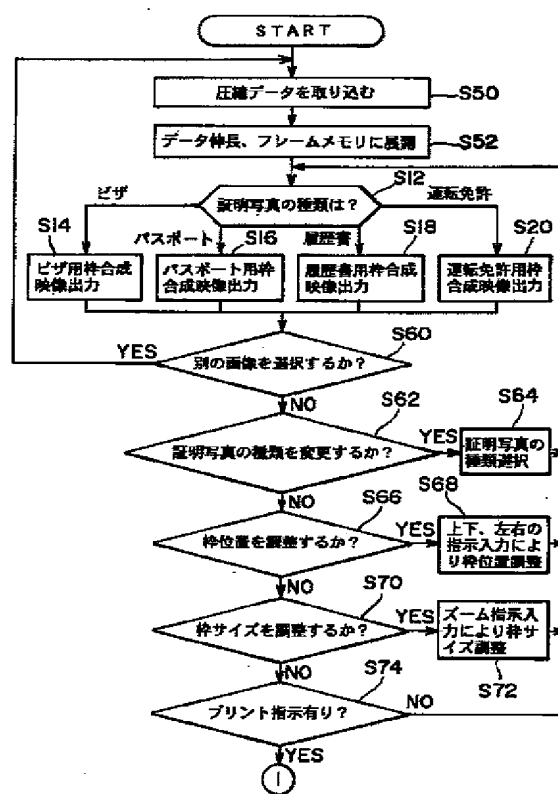 START
圧縮データを取り込む
S50
データ伸長、フレームメモリに展開
S52
証明写真の種類は？
S12
ビザ
パスポート
履歴書
運転免許
S14
S16
S18
S20
ビザ用枠合成
映像出力
パスポート用枠
合成映像出力
履歴書用枠合成
映像出力
運転免許用枠
合成映像出力
別の画像を選択するか？
S60
YES
NO
証明写真の種類を変更するか？
S62
YES
NO
証明写真の
種類選択
S64
枠位置を調整するか？
S66
YES
NO
上下、左右の
指示入力によ
り枠位置調整
S68
枠サイズを調整するか？
S70
YES
NO
ズーム指示入
力により枠サ
イズ調整
S72
プリント指示有り？
S74
NO
YES
1